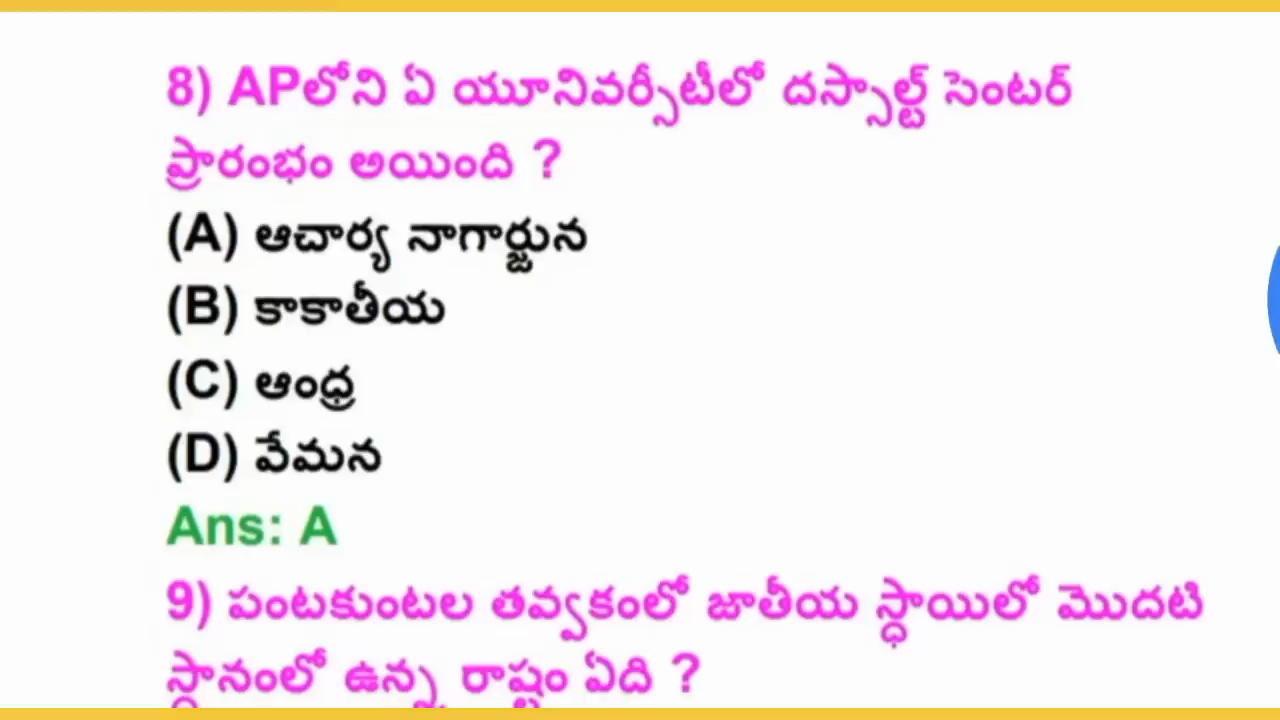 8) APలోని ఏ యూనివర్సీటీలో దస్సాల్ట్ సెంటర్
ప్రారంభం అయింది ?
(A) ఆచార్య నాగార్జున
(B) కాకాతీయ
(C) ఆంధ్ర
(D) వేమన
Ans: A
9) పంటకుంటల తవ్వకంలో జాతీయ స్ధాయిలో మొదటి
స్ధానంలో ఉన్న రాష్ట్రం ఏది ?